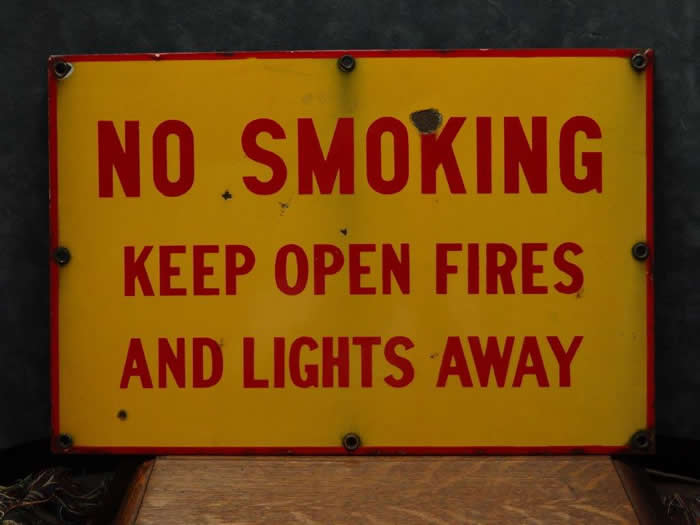 NO SMOKING
KEEP OPEN FIRES
AND LIGHTS AWAY